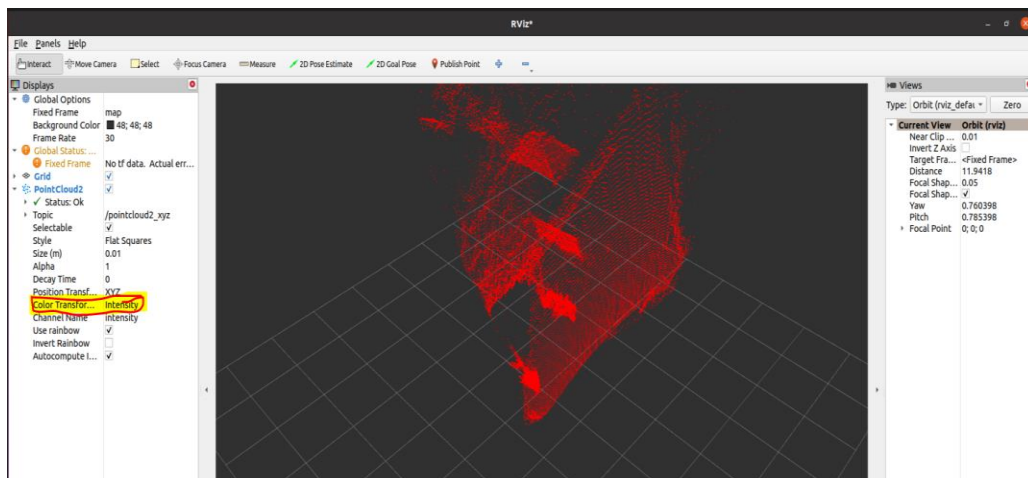 RViz*
File Panels Help
Interact Move Camera Select Focus Camera Measure 2D Pose Estimate 2D Goal Pose Publish Point
Displays
Global Options
Fixed Frame map
Background Color 48; 48; 48
Frame Rate 30
Global Status: ...
Fixed Frame No tf data. Actual err...
Grid
PointCloud2
Status: Ok
Topic /pointcloud2_xyz
Selectable
Style Flat Squares
Size (m) 0.01
Alpha 1
Decay Time 0
Position Transf... XYZ
Color Transfor... Intensity
Channel Name intensity
Use rainbow
Invert Rainbow
Autocompute I...
Views
Type: Orbit (rviz_defau Zero
Current View Orbit (rviz)
Near Clip ... 0.01
Invert Z Axis
Target Fra... <Fixed Frame>
Distance 11.9418
Focal Shap... 0.05
Focal Shap...
Yaw 0.760398
Pitch 0.785398
Focal Point 0; 0; 0